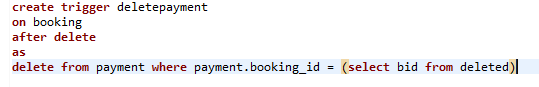 create trigger deletepayment
on booking
after delete
as
delete from payment where payment.booking_id = (select bid from deleted)